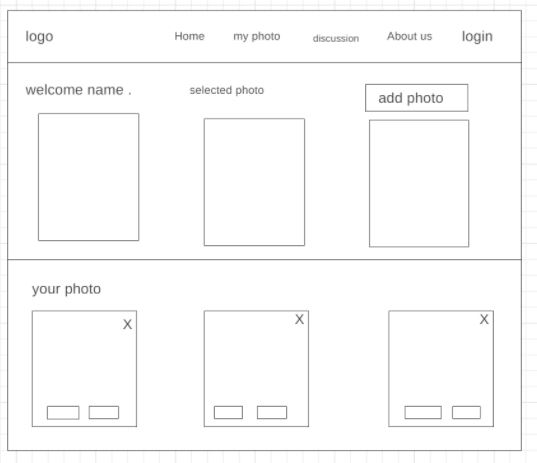 logo
Home
my photo
discussion
About us
login
welcome name .
selected photo
add photo
your photo
X
X
X